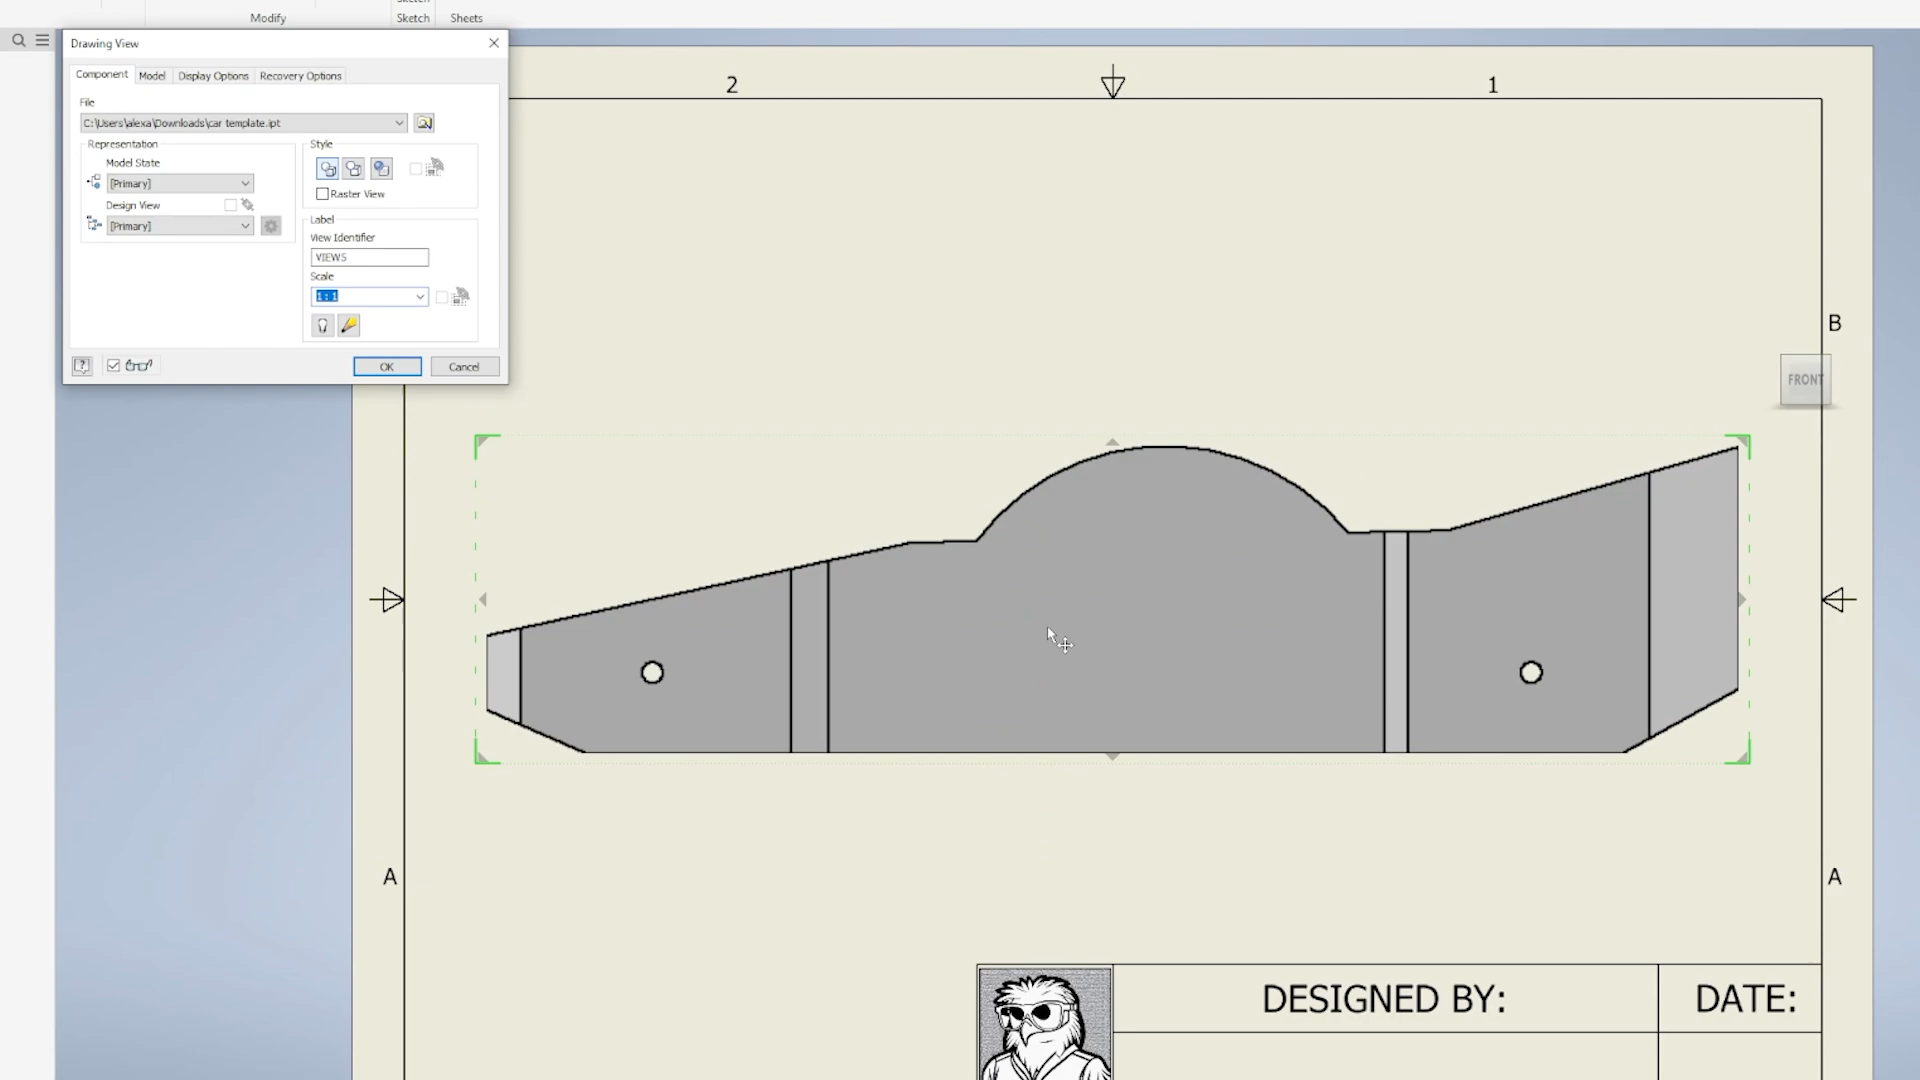 Sketch
Modify
Sketch
Sheets
Drawing View
Component
Model
Display Options
Recovery Options
File
C:\Users\alexa\Downloads\car template.ipt
Representation
Model State
[Primary]
Design View
[Primary]
Style
Raster View
Label
View Identifier
VIEW5
Scale
1 : 1
OK
Cancel
2
1
B
FRONT
A
A
DESIGNED BY:
DATE: